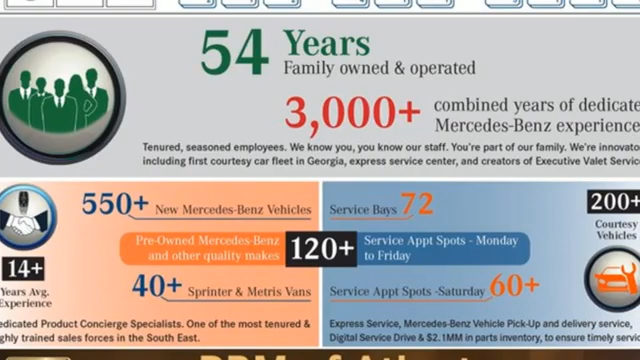 54 Years
Family owned & operated
3,000+ combined years of dedicate
Mercedes-Benz experience
Tenured, seasoned employees. We know you, you know our staff. You're part of our family. We're innovato
including first courtesy car fleet in Georgia, express service center, and creators of Executive Valet Service
550+ New Mercedes-Benz Vehicles
Pre-Owned Mercedes-Benz
and other quality makes
120+
40+ Sprinter & Metris Vans
14+
Years Avg.
Experience
edicated Product Concierge Specialists. One of the most tenured &
ghly trained sales forces in the South East.
Service Bays 72
Service Appt Spots - Monday
to Friday
Service Appt Spots -Saturday 60+
200+
Courtesy
Vehicles
Express Service, Mercedes-Benz Vehicle Pick-Up and delivery service,
Digital Service Drive & $2.1MM in parts inventory, to ensure timely servic